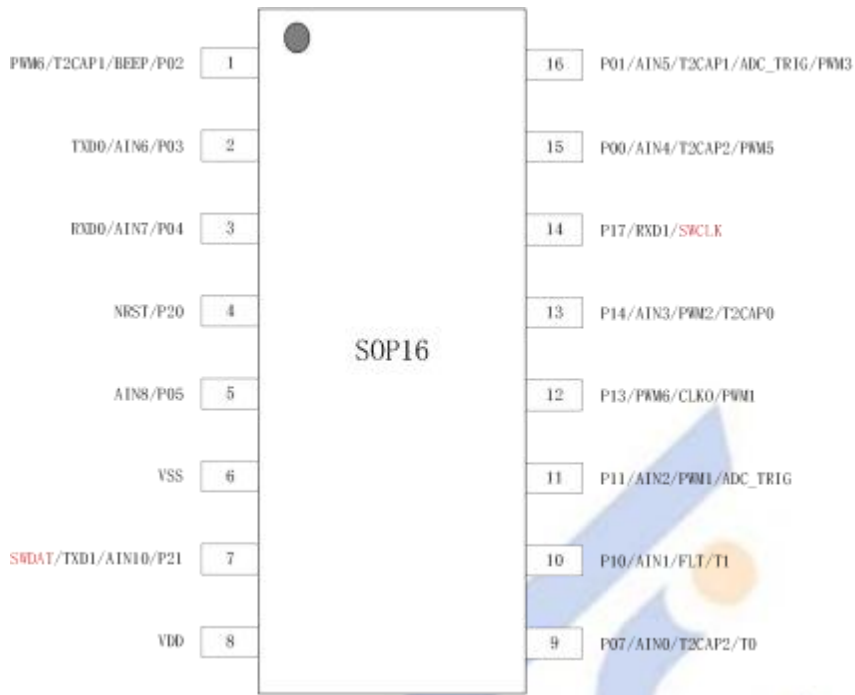 PWM6/T2CAP1/BEEP/P02 1
16 P01/AIN5/T2CAP1/ADC_TRIG/PWM3
TXD0/AIN6/P03 2
15 P00/AIN4/T2CAP2/PWM5
RXD0/AIN7/P04 3
14 P17/RXD1/SWCLK
NRST/P20 4
13 P14/AIN3/PWM2/T2CAP0
SOP16
AIN8/P05 5
12 P13/PWM6/CLKO/PWM1
VSS 6
11 P11/AIN2/PWM1/ADC_TRIG
SWDAT/TXD1/AIN10/P21 7
10 P10/AIN1/FLT/T1
VDD 8
9 P07/AIN0/T2CAP2/T0